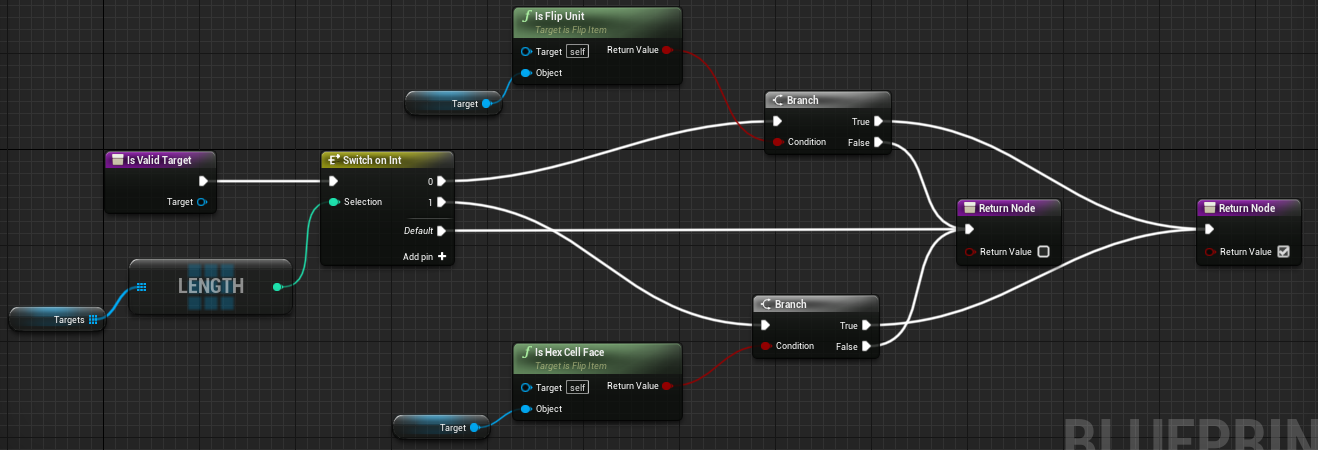 Is Flip Unit
Target is Flip Item
Target self Return Value
Object
Target
Branch
True
Condition False
Is Valid Target
Target
Switch on Int
0
Selection 1
Default
Add pin
LENGTH
Targets
Return Node
Return Value
Return Node
Return Value
Branch
True
Condition False
Is Hex Cell Face
Target is Flip Item
Target self Return Value
Object
Target